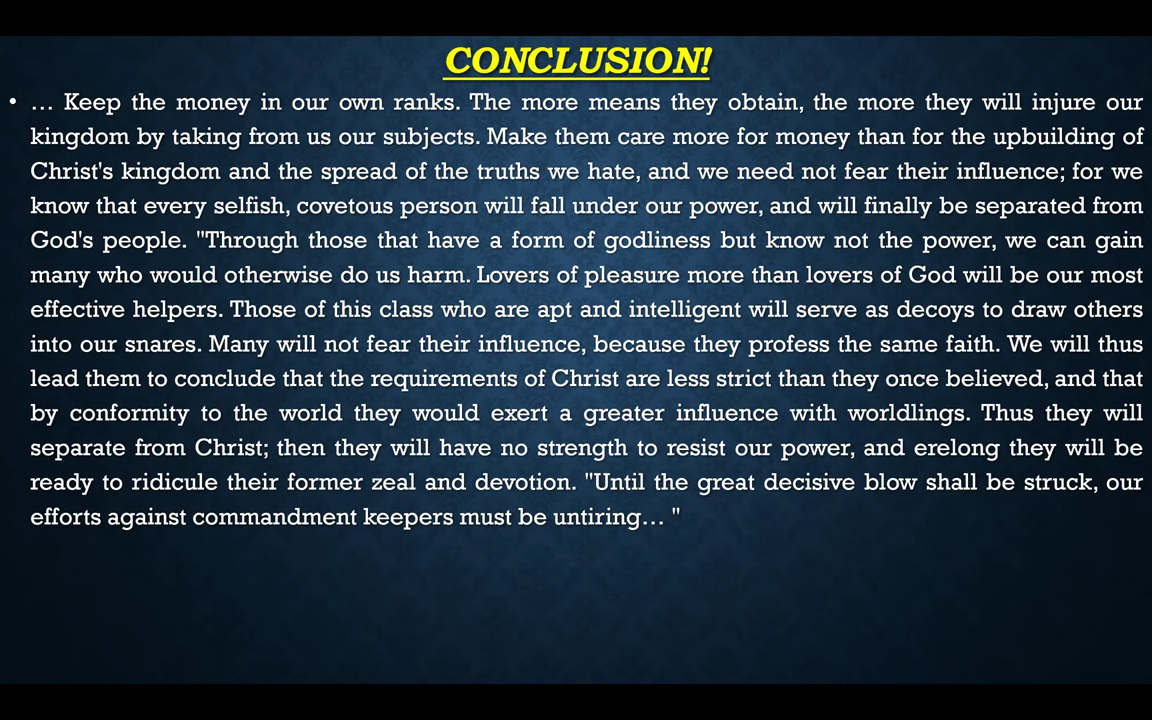 CONCLUSION!
• … Keep the money in our own ranks. The more means they obtain, the more they will injure our
kingdom by taking from us our subjects. Make them care more for money than for the upbuilding of
Christ's kingdom and the spread of the truths we hate, and we need not fear their influence; for we
know that every selfish, covetous person will fall under our power, and will finally be separated from
God's people. "Through those that have a form of godliness but know not the power, we can gain
many who would otherwise do us harm. Lovers of pleasure more than lovers of God will be our most
effective helpers. Those of this class who are apt and intelligent will serve as decoys to draw others
into our snares. Many will not fear their influence, because they profess the same faith. We will thus
lead them to conclude that the requirements of Christ are less strict than they once believed, and that
by conformity to the world they would exert a greater influence with worldlings. Thus they will
separate from Christ; then they will have no strength to resist our power, and erelong they will be
ready to ridicule their former zeal and devotion. "Until the great decisive blow shall be struck, our
efforts against commandment keepers must be untiring… "